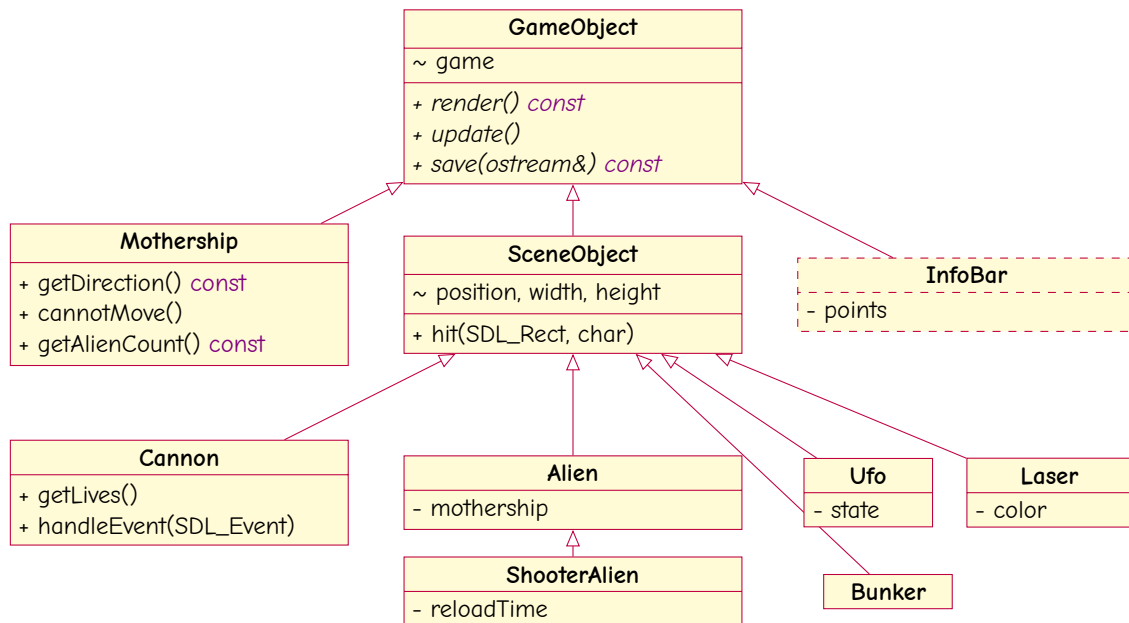 GameObject
~ game
+ render() const
+ update()
+ save(ostream&) const
Mothership
+ getDirection() const
+ cannotMove()
+ getAlienCount() const
SceneObject
~ position, width, height
+ hit(SDL_Rect, char)
InfoBar
- points
Cannon
+ getLives()
+ handleEvent(SDL_Event)
Alien
- mothership
Ufo
- state
Laser
- color
ShooterAlien
- reloadTime
Bunker